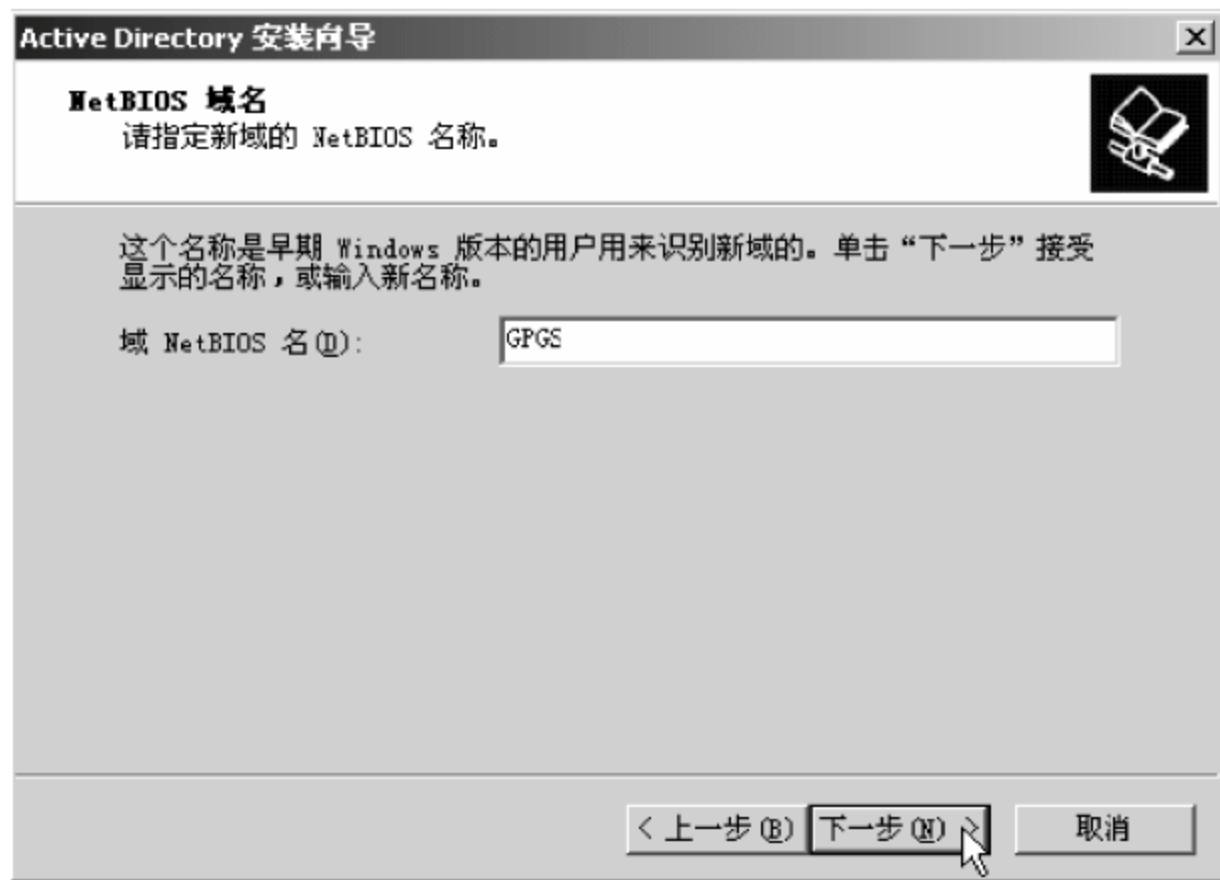 Active Directory 安装向导
NetBIOS 域名
请指定新域的 NetBIOS 名称。
这个名称是早期 Windows 版本的用户用来识别新域的。单击“下一步”接受
显示的名称，或输入新名称。
域 NetBIOS 名(D):
GPGS
< 上一步(B)
下一步(N) >
取消